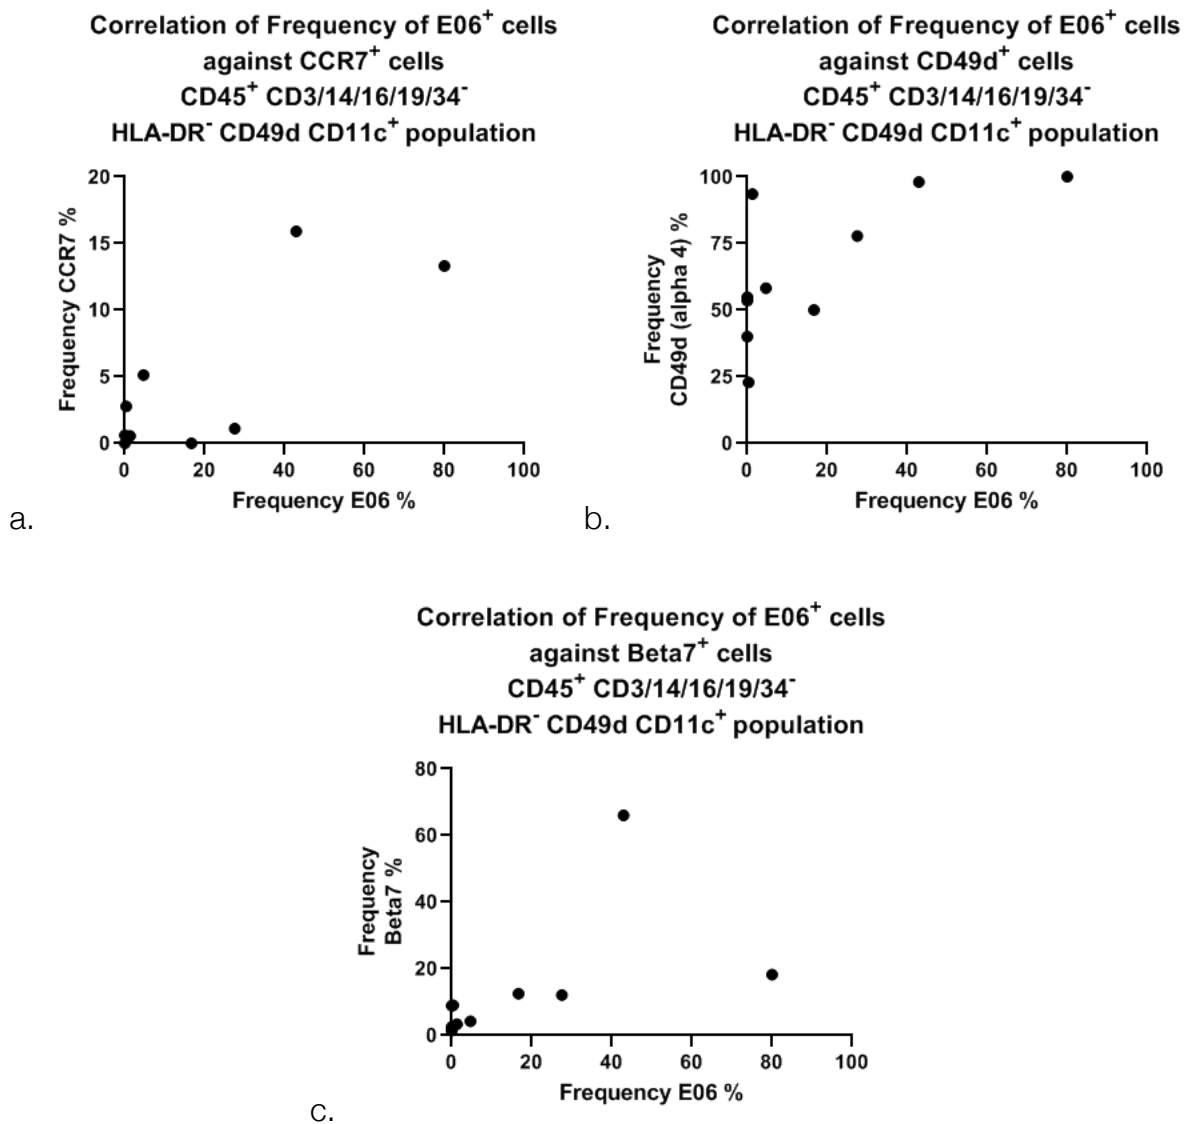 Correlation of Frequency of E06⁺ cells
against CCR7⁺ cells
CD45⁺ CD3/14/16/19/34⁻
HLA-DR⁻ CD49d CD11c⁺ population
20
15
10
5
0
Frequency CCR7 %
0 20 40 60 80 100
Frequency E06 %
a.
Correlation of Frequency of E06⁺ cells
against CD49d⁺ cells
CD45⁺ CD3/14/16/19/34⁻
HLA-DR⁻ CD49d CD11c⁺ population
100
75
50
25
0
Frequency
CD49d (alpha 4) %
0 20 40 60 80 100
Frequency E06 %
b.
Correlation of Frequency of E06⁺ cells
against Beta7⁺ cells
CD45⁺ CD3/14/16/19/34⁻
HLA-DR⁻ CD49d CD11c⁺ population
80
60
40
20
0
Frequency
Beta7 %
0 20 40 60 80 100
Frequency E06 %
c.